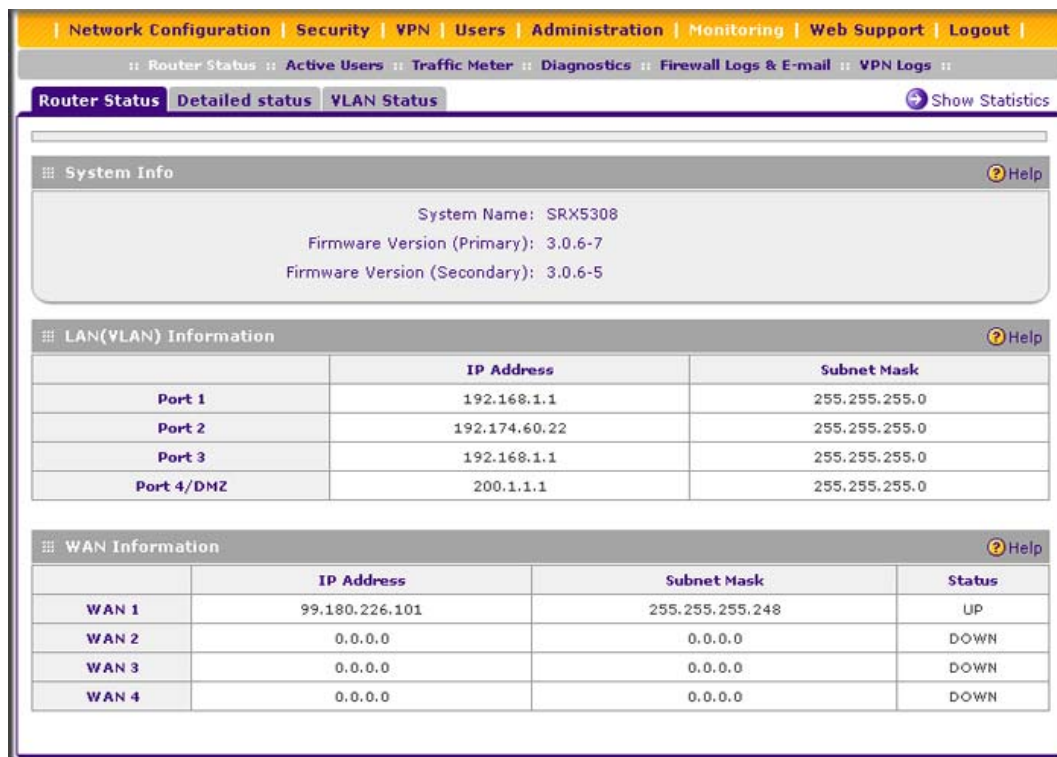 | Network Configuration | Security | VPN | Users | Administration | Monitoring | Web Support | Logout |
:: Router Status :: Active Users :: Traffic Meter :: Diagnostics :: Firewall Logs & E-mail :: VPN Logs ::
Router Status Detailed status VLAN Status Show Statistics
System Info ? Help
System Name: SRX5308
Firmware Version (Primary): 3.0.6-7
Firmware Version (Secondary): 3.0.6-5
LAN(VLAN) Information ? Help
IP Address Subnet Mask
Port 1 192.168.1.1 255.255.255.0
Port 2 192.174.60.22 255.255.255.0
Port 3 192.168.1.1 255.255.255.0
Port 4/DMZ 200.1.1.1 255.255.255.0
WAN Information ? Help
IP Address Subnet Mask Status
WAN 1 99.180.226.101 255.255.255.248 UP
WAN 2 0.0.0.0 0.0.0.0 DOWN
WAN 3 0.0.0.0 0.0.0.0 DOWN
WAN 4 0.0.0.0 0.0.0.0 DOWN